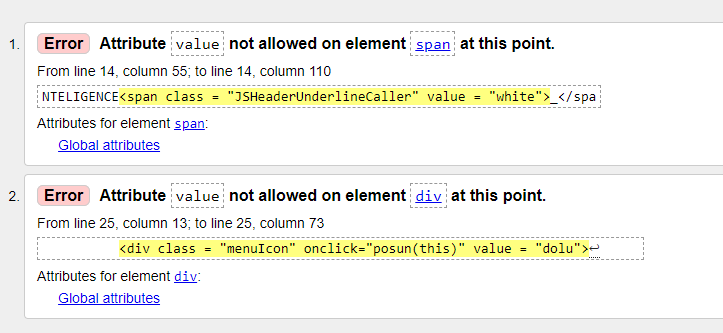 1. Error Attribute value not allowed on element span at this point.
From line 14, column 55; to line 14, column 110
NTELIGENCE<span class = "JSHeaderUnderlineCaller" value = "white">_</spa
Attributes for element span:
Global attributes
2. Error Attribute value not allowed on element div at this point.
From line 25, column 13; to line 25, column 73
<div class = "menuIcon" onclick="posun(this)" value = "dolu">↩
Attributes for element div:
Global attributes